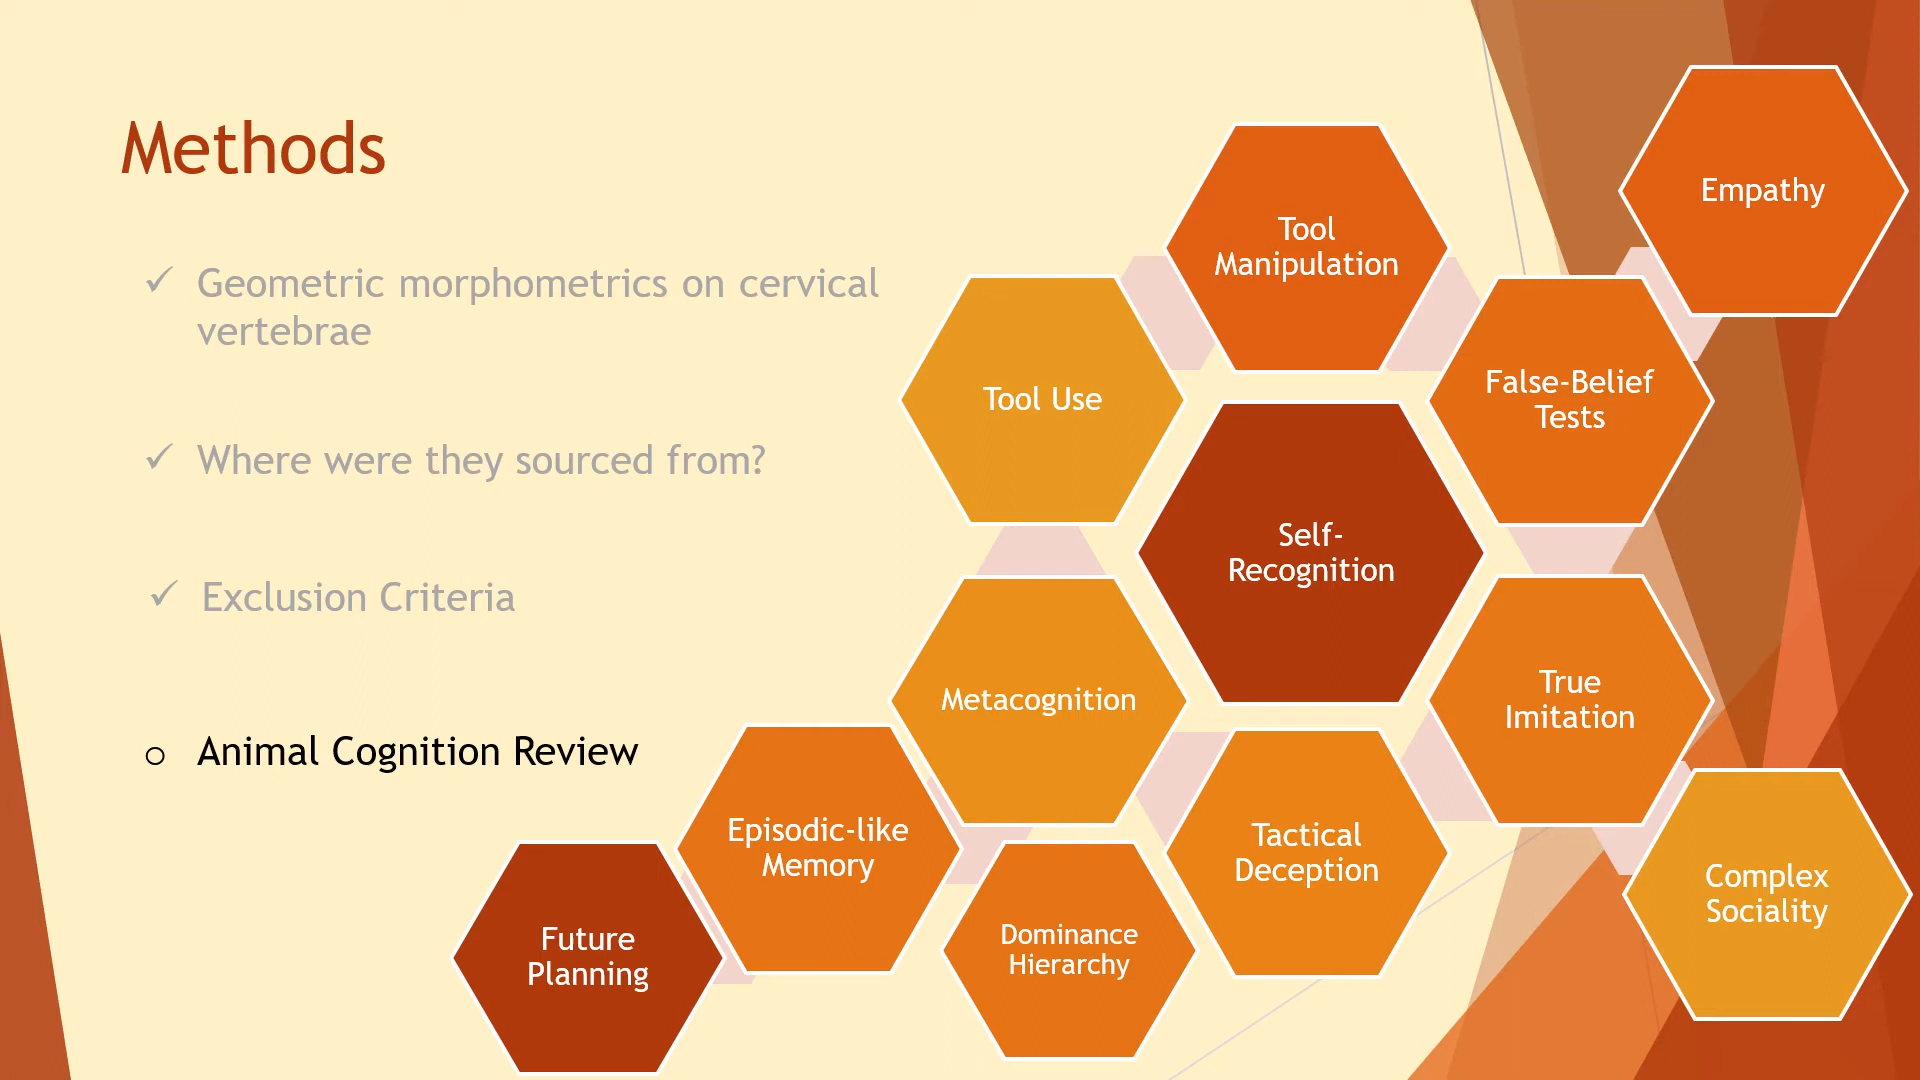 Methods
✓ Geometric morphometrics on cervical
vertebrae
✓ Where were they sourced from?
✓ Exclusion Criteria
o Animal Cognition Review
Empathy
Tool
Manipulation
False-Belief
Tests
Tool Use
Self-
Recognition
Metacognition
True
Imitation
Episodic-like
Memory
Tactical
Deception
Complex
Sociality
Future
Planning
Dominance
Hierarchy